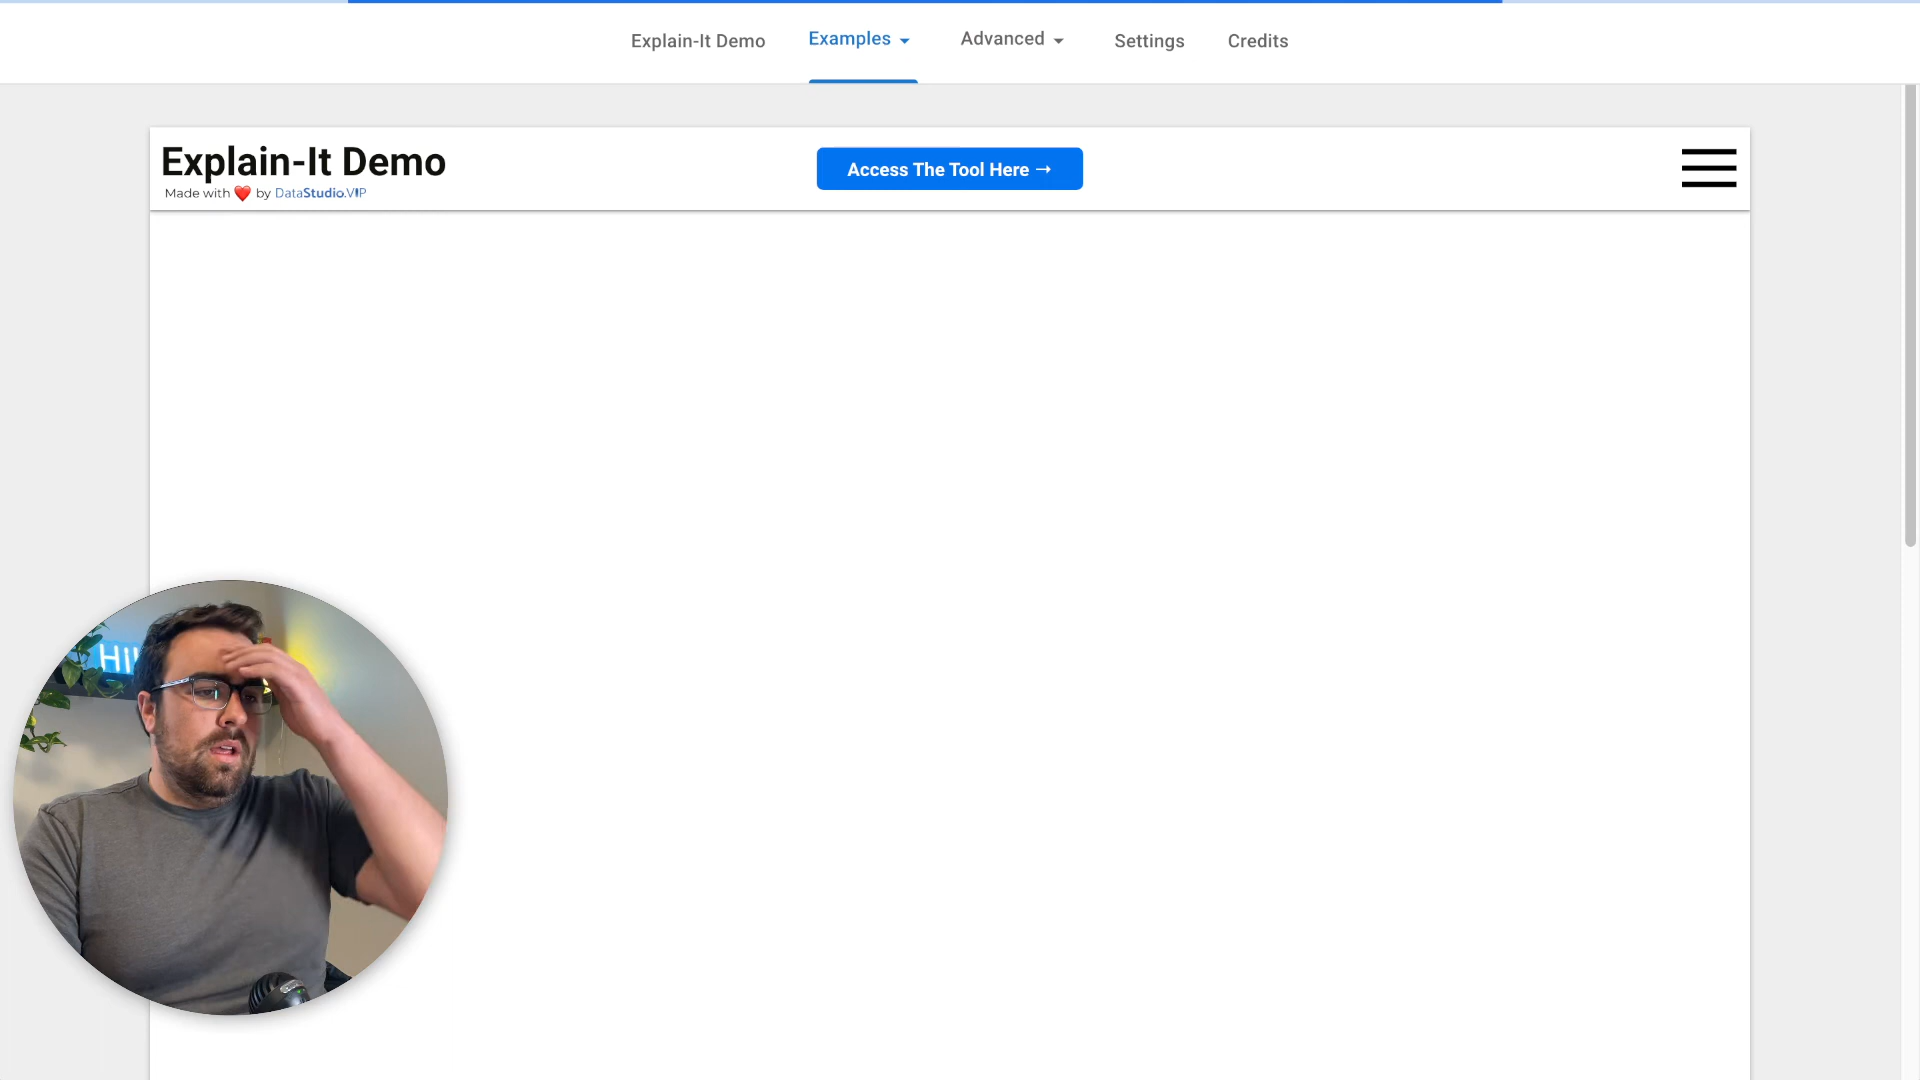 Explain-It Demo
Examples
Advanced
Settings
Credits
Explain-It Demo
Made with ❤️ by DataStudio.VIP
Access The Tool Here →